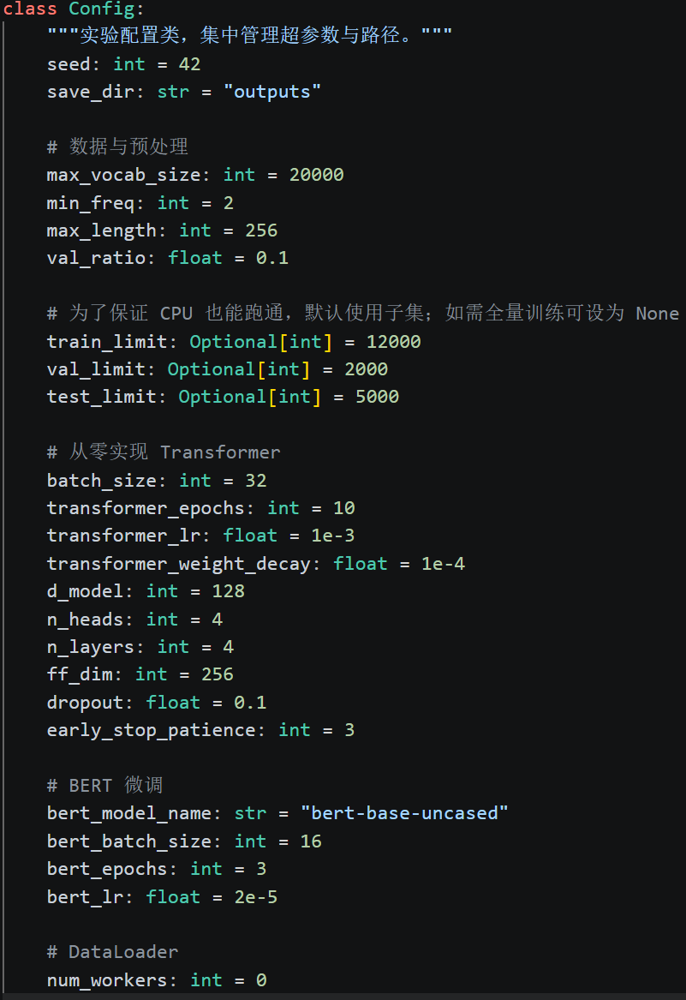 class Config:
    """实验配置类，集中管理超参数与路径。"""
    seed: int = 42
    save_dir: str = "outputs"

    # 数据与预处理
    max_vocab_size: int = 20000
    min_freq: int = 2
    max_length: int = 256
    val_ratio: float = 0.1

    # 为了保证 CPU 也能跑通，默认使用子集；如需全量训练可设为 None
    train_limit: Optional[int] = 12000
    val_limit: Optional[int] = 2000
    test_limit: Optional[int] = 5000

    # 从零实现 Transformer
    batch_size: int = 32
    transformer_epochs: int = 10
    transformer_lr: float = 1e-3
    transformer_weight_decay: float = 1e-4
    d_model: int = 128
    n_heads: int = 4
    n_layers: int = 4
    ff_dim: int = 256
    dropout: float = 0.1
    early_stop_patience: int = 3

    # BERT 微调
    bert_model_name: str = "bert-base-uncased"
    bert_batch_size: int = 16
    bert_epochs: int = 3
    bert_lr: float = 2e-5

    # DataLoader
    num_workers: int = 0